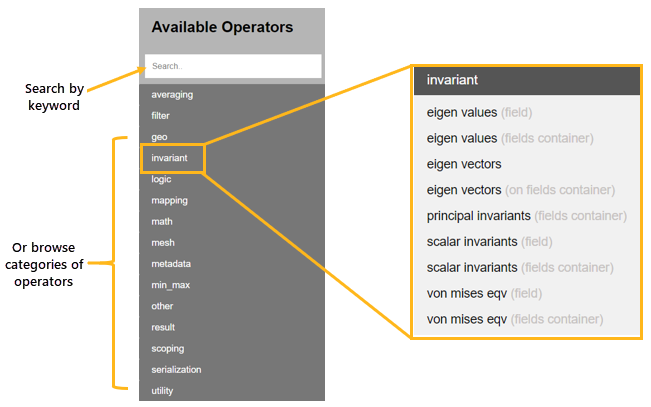 Available Operators
Search..
Search by
keyword
averaging
filter
geo
invariant
logic
mapping
math
mesh
metadata
min_max
other
result
scoping
serialization
utility
Or browse
categories of
operators
invariant
eigen values (field)
eigen values (fields container)
eigen vectors
eigen vectors (on fields container)
principal invariants (fields container)
scalar invariants (field)
scalar invariants (fields container)
von mises eqv (field)
von mises eqv (fields container)